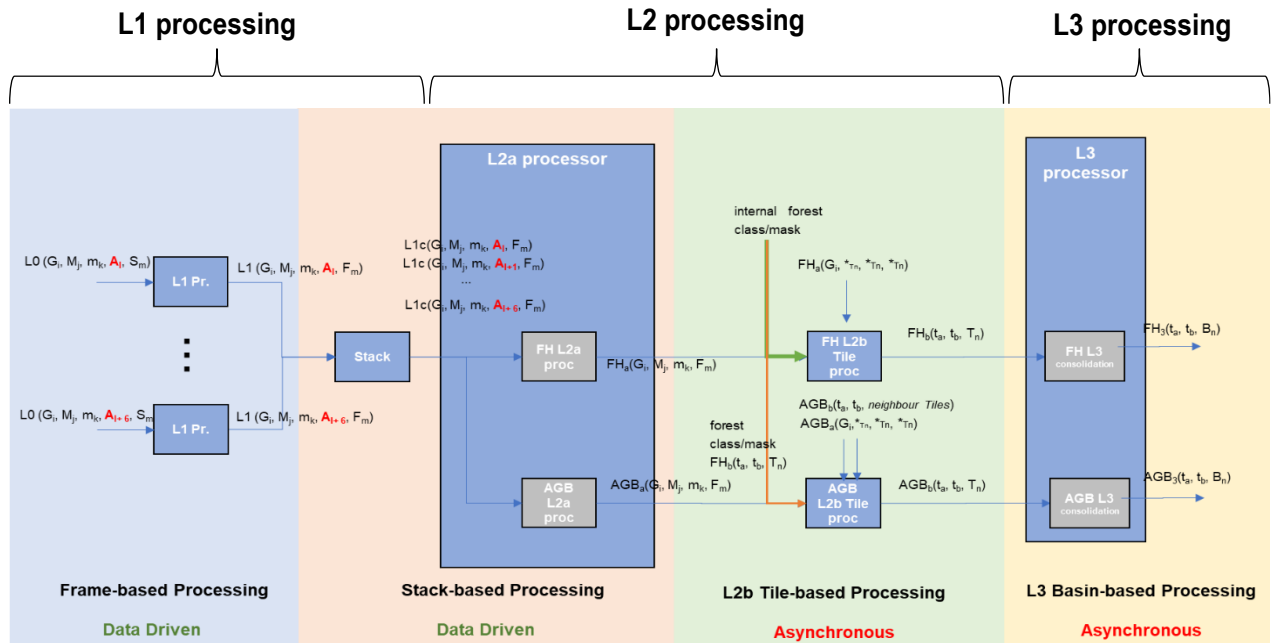 L1 processing
L2 processing
L3 processing
L2a processor
L3
processor
internal forest
class/mask
L1c(Gᵢ, Mⱼ, mₖ, Aₗ, Fₘ)
L1c(Gᵢ, Mⱼ, mₖ, Aₗ₊₁, Fₘ)
...
L1c(Gᵢ, Mⱼ, mₖ, Aₗ₊₆, Fₘ)
L0 (Gᵢ, Mⱼ, mₖ, Aₗ, Sₘ)
L1 Pr.
L1 (Gᵢ, Mⱼ, mₖ, Aₗ, Fₘ)
FHₐ(Gᵢ, *Tn, *Tn, *Tn)
Stack
FH L2a
proc
FHₐ(Gᵢ, Mⱼ, mₖ, Fₘ)
FH L2b
Tile
proc
FHb(tₐ, tb, Tₙ)
FH L3
consolidation
FH₃(tₐ, tb, Bₙ)
L0 (Gᵢ, Mⱼ, mₖ, Aₗ₊₆, Sₘ
L1 Pr.
L1 (Gᵢ, Mⱼ, mₖ, Aₗ₊₆, Fₘ)
AGBb(tₐ, tb, neighbour Tiles)
AGBₐ(Gᵢ,*Tn, *Tn, *Tn)
forest
class/mask
FHb(tₐ, tb, Tₙ)
AGB
L2a
proc
AGBₐ(Gᵢ, Mⱼ, mₖ, Fₘ)
AGB
L2b Tile
proc
AGBb(tₐ, tb, Tₙ)
AGB L3
consolidation
AGB₃(tₐ, tb, Bₙ)
Frame-based Processing
Stack-based Processing
L2b Tile-based Processing
L3 Basin-based Processing
Data Driven
Data Driven
Asynchronous
Asynchronous